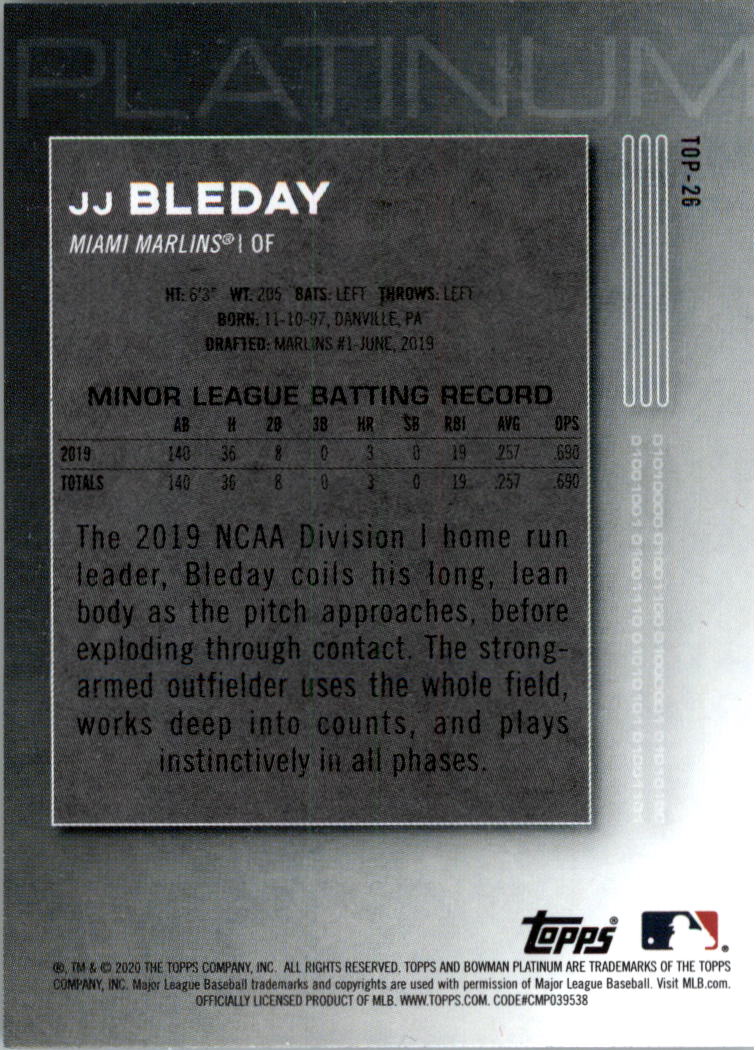 PLATINUM
TOP-26
JJ BLEDAY
MIAMI MARLINS® | OF
HT: 6'3" WT: 205 BATS: LEFT THROWS: LEFT
BORN: 11-10-97, DANVILLE, PA
DRAFTED: MARLINS #1-JUNE, 2019
MINOR LEAGUE BATTING RECORD
AB H 2B 3B HR SB RBI AVG OPS
2019 140 36 8 0 3 0 19 .257 .690
TOTALS 140 36 8 0 3 0 19 .257 .690
The 2019 NCAA Division I home run
leader, Bleday coils his long, lean
body as the pitch approaches, before
exploding through contact. The strong-
armed outfielder uses the whole field,
works deep into counts, and plays
instinctively in all phases.
Topps®
®, TM & © 2020 THE TOPPS COMPANY, INC. ALL RIGHTS RESERVED. TOPPS AND BOWMAN PLATINUM ARE TRADEMARKS OF THE TOPPS
COMPANY, INC. Major League Baseball trademarks and copyrights are used with permission of Major League Baseball. Visit MLB.com.
OFFICIALLY LICENSED PRODUCT OF MLB. WWW.TOPPS.COM. CODE#CMP039538